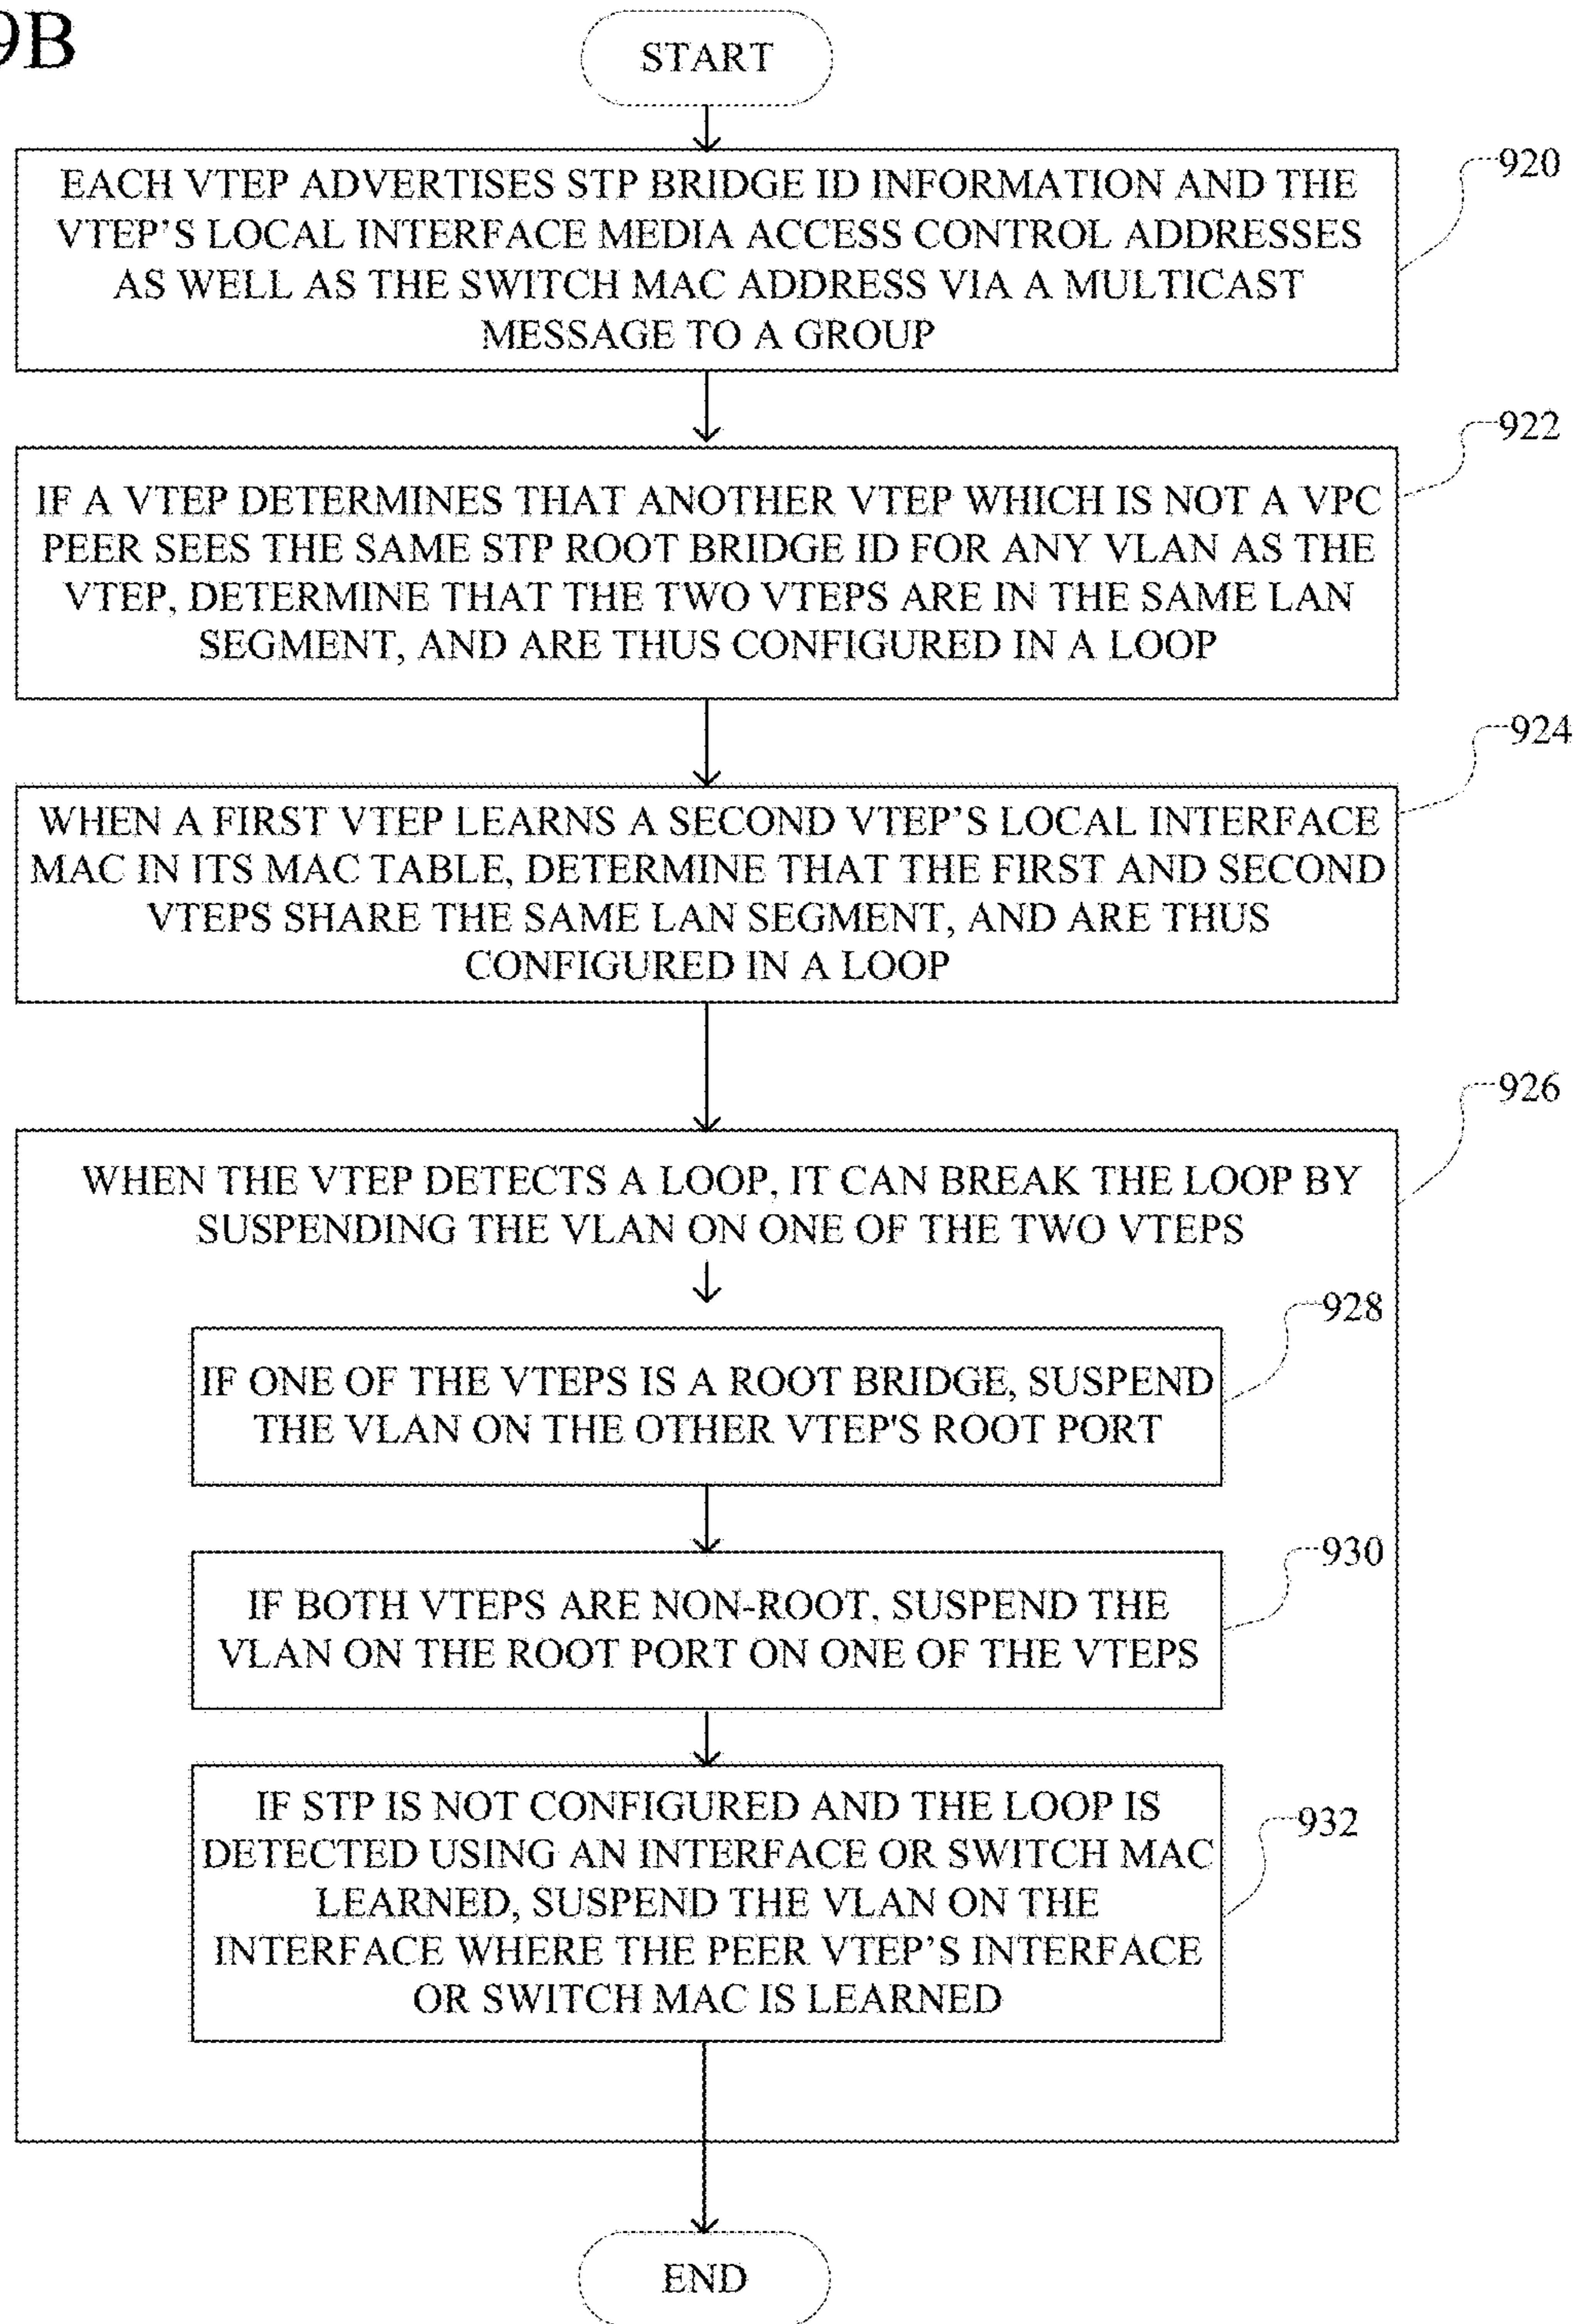 9B
START
EACH VTEP ADVERTISES STP BRIDGE ID INFORMATION AND THE
VTEP'S LOCAL INTERFACE MEDIA ACCESS CONTROL ADDRESSES
AS WELL AS THE SWITCH MAC ADDRESS VIA A MULTICAST
MESSAGE TO A GROUP
920
IF A VTEP DETERMINES THAT ANOTHER VTEP WHICH IS NOT A VPC
PEER SEES THE SAME STP ROOT BRIDGE ID FOR ANY VLAN AS THE
VTEP, DETERMINE THAT THE TWO VTEPS ARE IN THE SAME LAN
SEGMENT, AND ARE THUS CONFIGURED IN A LOOP
922
WHEN A FIRST VTEP LEARNS A SECOND VTEP'S LOCAL INTERFACE
MAC IN ITS MAC TABLE, DETERMINE THAT THE FIRST AND SECOND
VTEPS SHARE THE SAME LAN SEGMENT, AND ARE THUS
CONFIGURED IN A LOOP
924
WHEN THE VTEP DETECTS A LOOP, IT CAN BREAK THE LOOP BY
SUSPENDING THE VLAN ON ONE OF THE TWO VTEPS
926
IF ONE OF THE VTEPS IS A ROOT BRIDGE, SUSPEND
THE VLAN ON THE OTHER VTEP'S ROOT PORT
928
IF BOTH VTEPS ARE NON-ROOT, SUSPEND THE
VLAN ON THE ROOT PORT ON ONE OF THE VTEPS
930
IF STP IS NOT CONFIGURED AND THE LOOP IS
DETECTED USING AN INTERFACE OR SWITCH MAC
LEARNED, SUSPEND THE VLAN ON THE
INTERFACE WHERE THE PEER VTEP'S INTERFACE
OR SWITCH MAC IS LEARNED
932
END